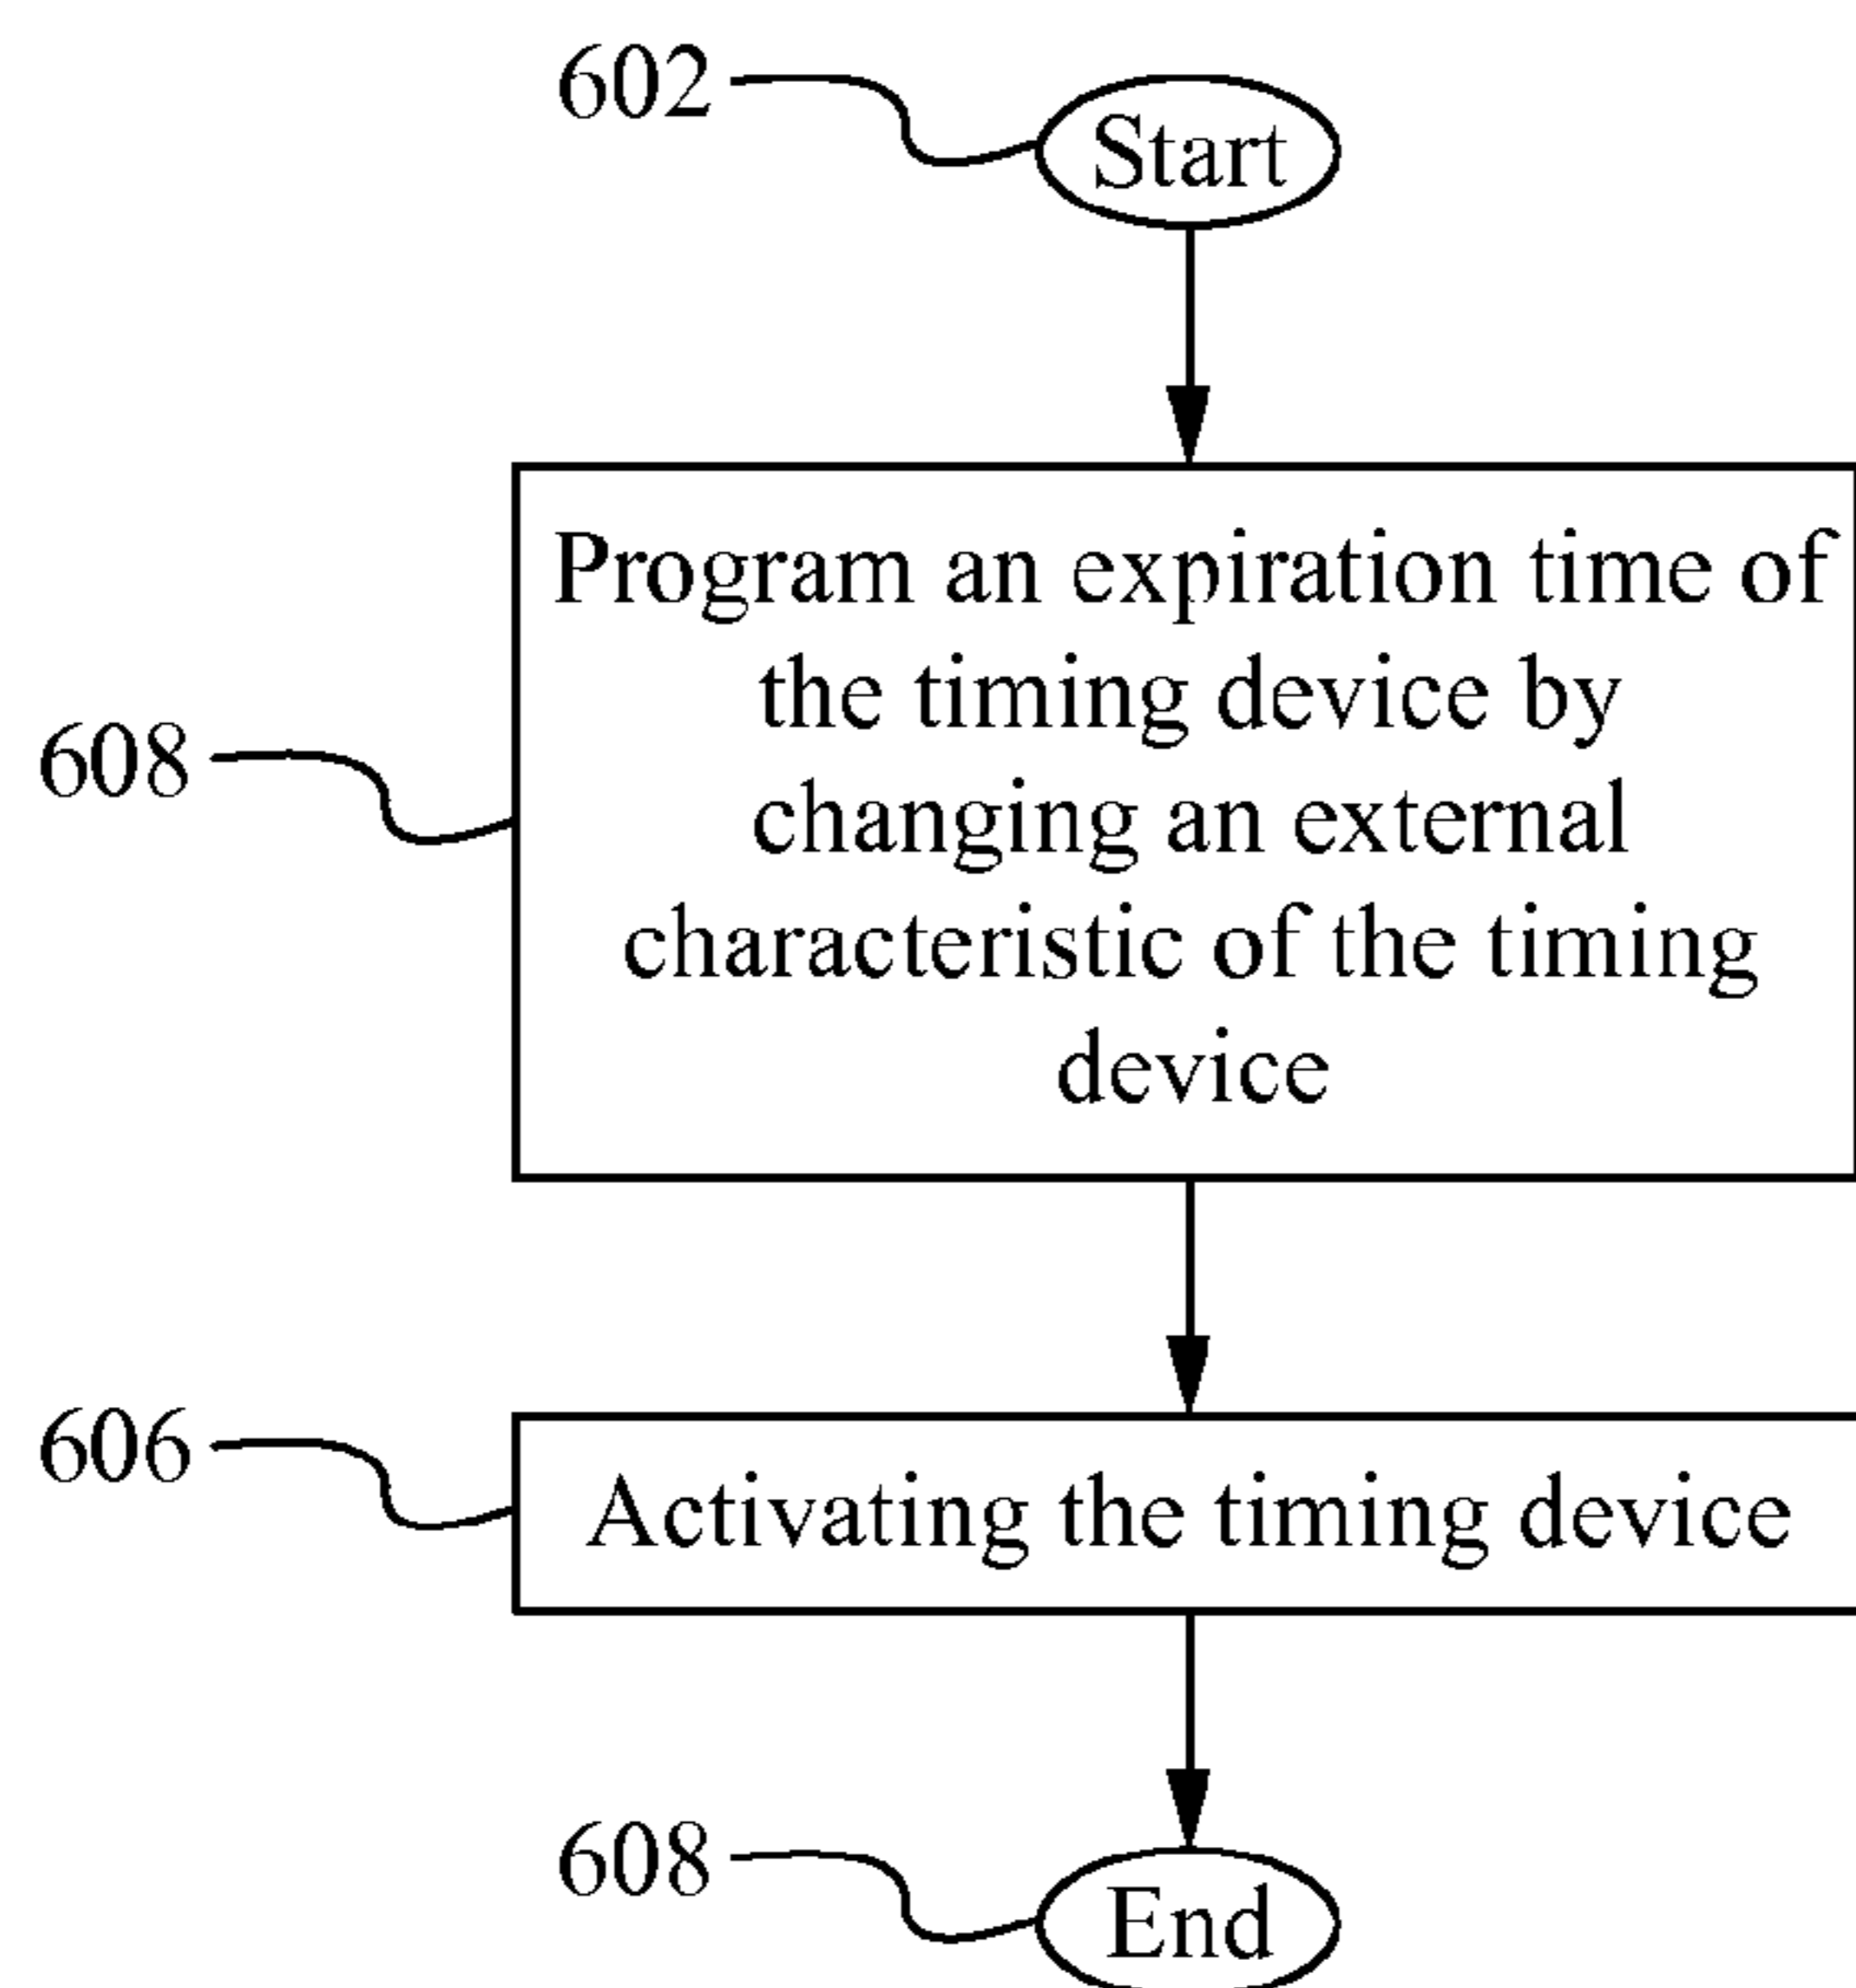 602
Start
Program an expiration time of
the timing device by
changing an external
608
characteristic of the timing
device
606
Activating the timing device
608
End